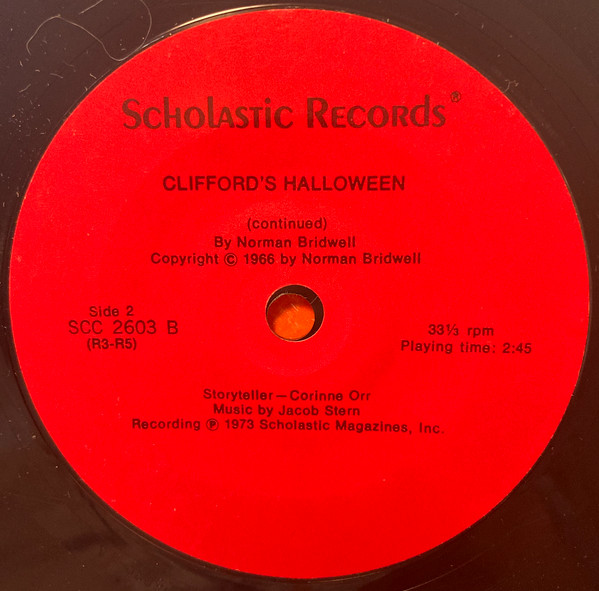 Scholastic Records®
CLIFFORD'S HALLOWEEN
(continued)
By Norman Bridwell
Copyright © 1966 by Norman Bridwell
Side 2
SCC 2603 B
(R3-R5)
33⅓ rpm
Playing time: 2:45
Storyteller—Corinne Orr
Music by Jacob Stern
Recording ℗ 1973 Scholastic Magazines, Inc.